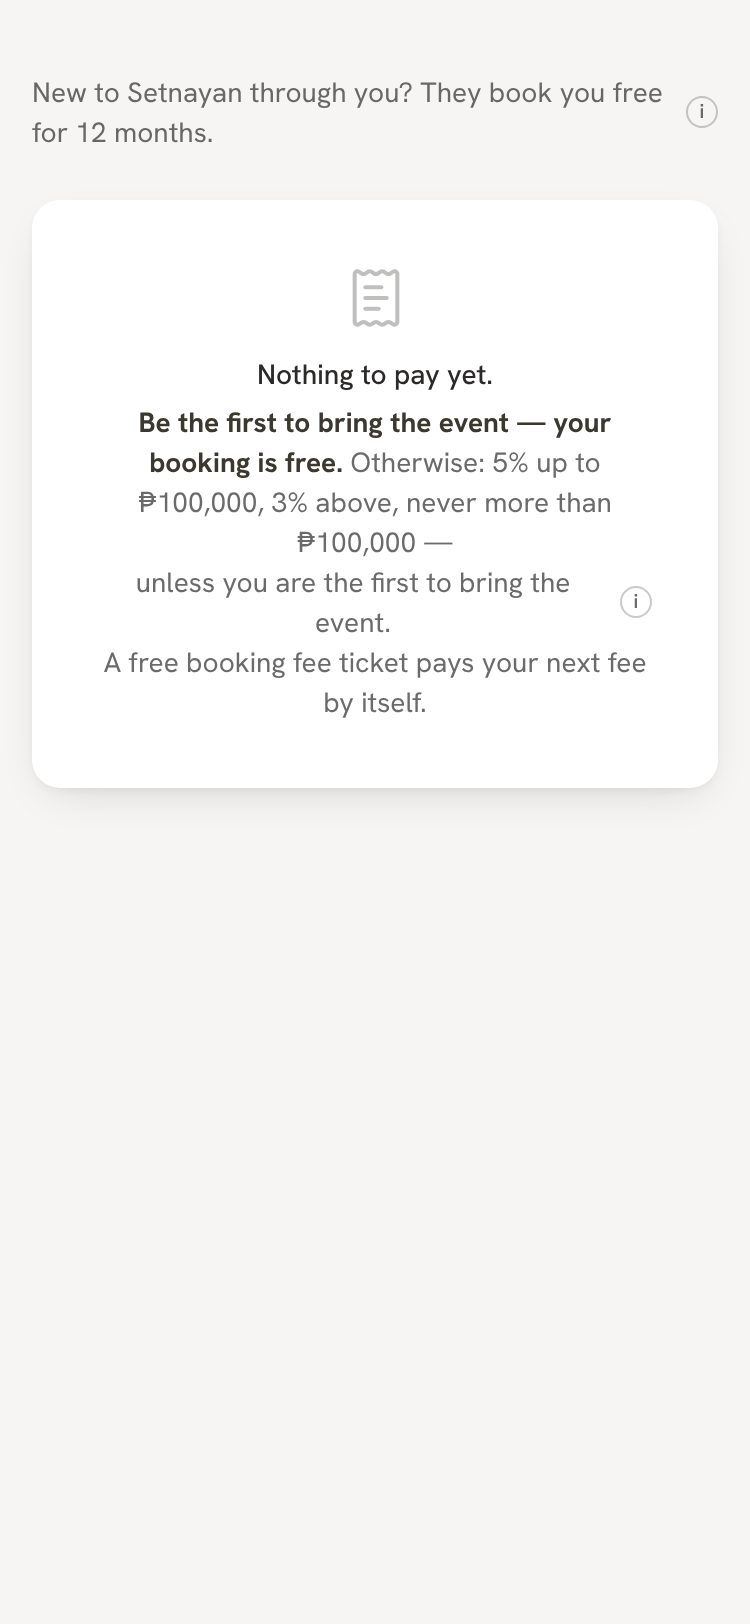 New to Setnayan through you? They book you free
for 12 months.
i
Nothing to pay yet.
Be the first to bring the event — your
booking is free. Otherwise: 5% up to
₱100,000, 3% above, never more than
₱100,000 —
unless you are the first to bring the
event.
i
A free booking fee ticket pays your next fee
by itself.